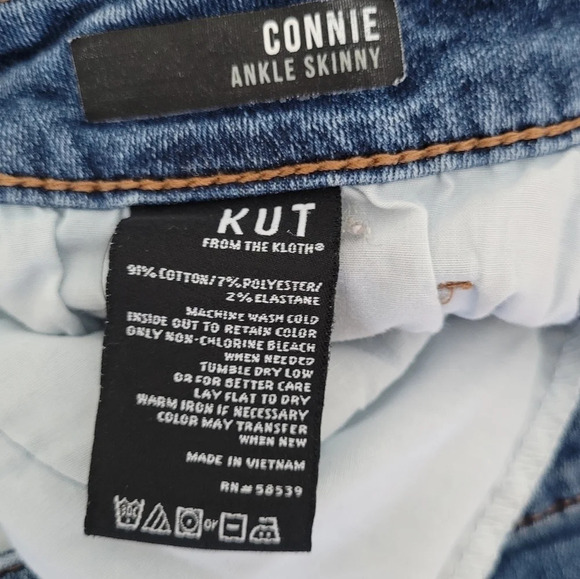 CONNIE
ANKLE SKINNY
KUT
FROM THE KLOTH®
91% COTTON/7% POLYESTER/
2% ELASTANE
MACHINE WASH COLD
INSIDE OUT TO RETAIN COLOR
ONLY NON-CHLORINE BLEACH
WHEN NEEDED
TUMBLE DRY LOW
OR FOR BETTER CARE
LAY FLAT TO DRY
WARM IRON IF NECESSARY
COLOR MAY TRANSFER
WHEN NEW
MADE IN VIETNAM
RN# 58539
or